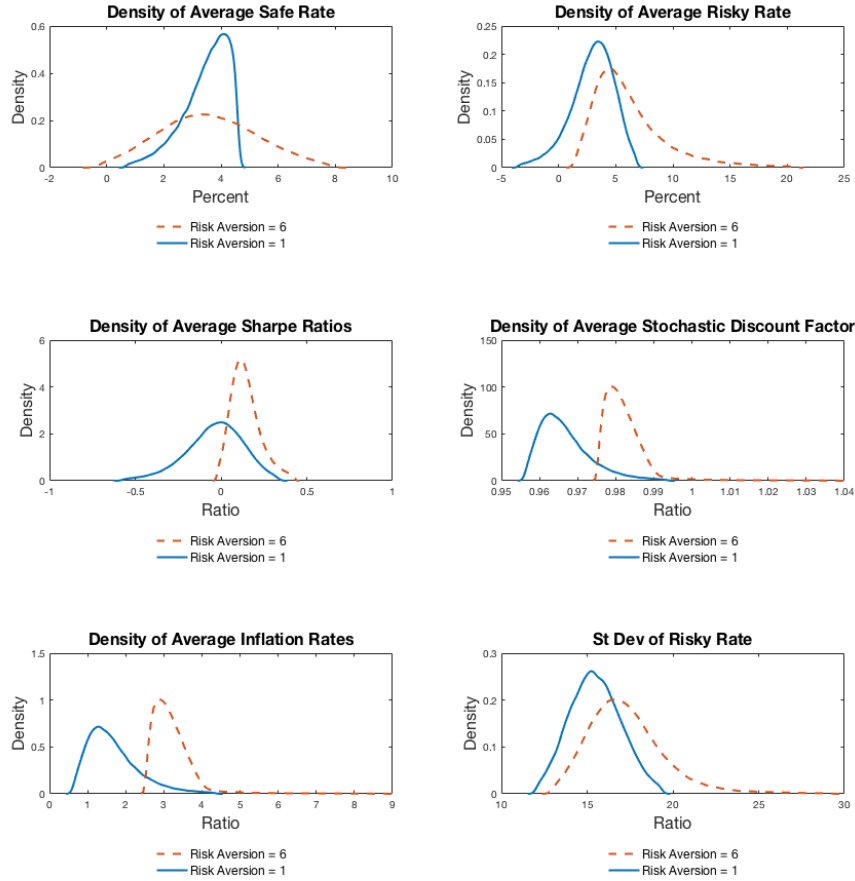 Density of Average Safe Rate
Density
0.6
0.4
0.2
0
-2
0
2
4
6
8
10
Percent
Risk Aversion = 6
Risk Aversion = 1
Density of Average Risky Rate
Density
0.25
0.2
0.15
0.1
0.05
0
-5
0
5
10
15
20
25
Percent
Risk Aversion = 6
Risk Aversion = 1
Density of Average Sharpe Ratios
Density
6
4
2
0
-1
-0.5
0
0.5
1
Ratio
Risk Aversion = 6
Risk Aversion = 1
Density of Average Stochastic Discount Factor
Density
150
100
50
0
0.95
0.96
0.97
0.98
0.99
1
1.01
1.02
1.03
1.04
Ratio
Risk Aversion = 6
Risk Aversion = 1
Density of Average Inflation Rates
Density
1.5
1
0.5
0
0
1
2
3
4
5
6
7
8
9
Ratio
Risk Aversion = 6
Risk Aversion = 1
St Dev of Risky Rate
Density
0.3
0.2
0.1
0
10
15
20
25
30
Ratio
Risk Aversion = 6
Risk Aversion = 1